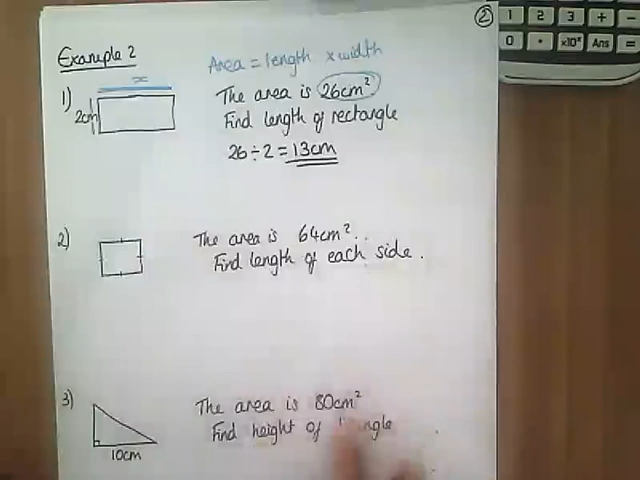 2
1 2 3 + −
0 • ×10ˣ Ans =
Example 2
Area = length × width
x
1)
2cm
The area is 26cm²
Find length of rectangle
26 ÷ 2 = 13cm
2)
The area is 64cm²..
Find length of each side.
3)
10cm
The area is 80cm²
Find height of